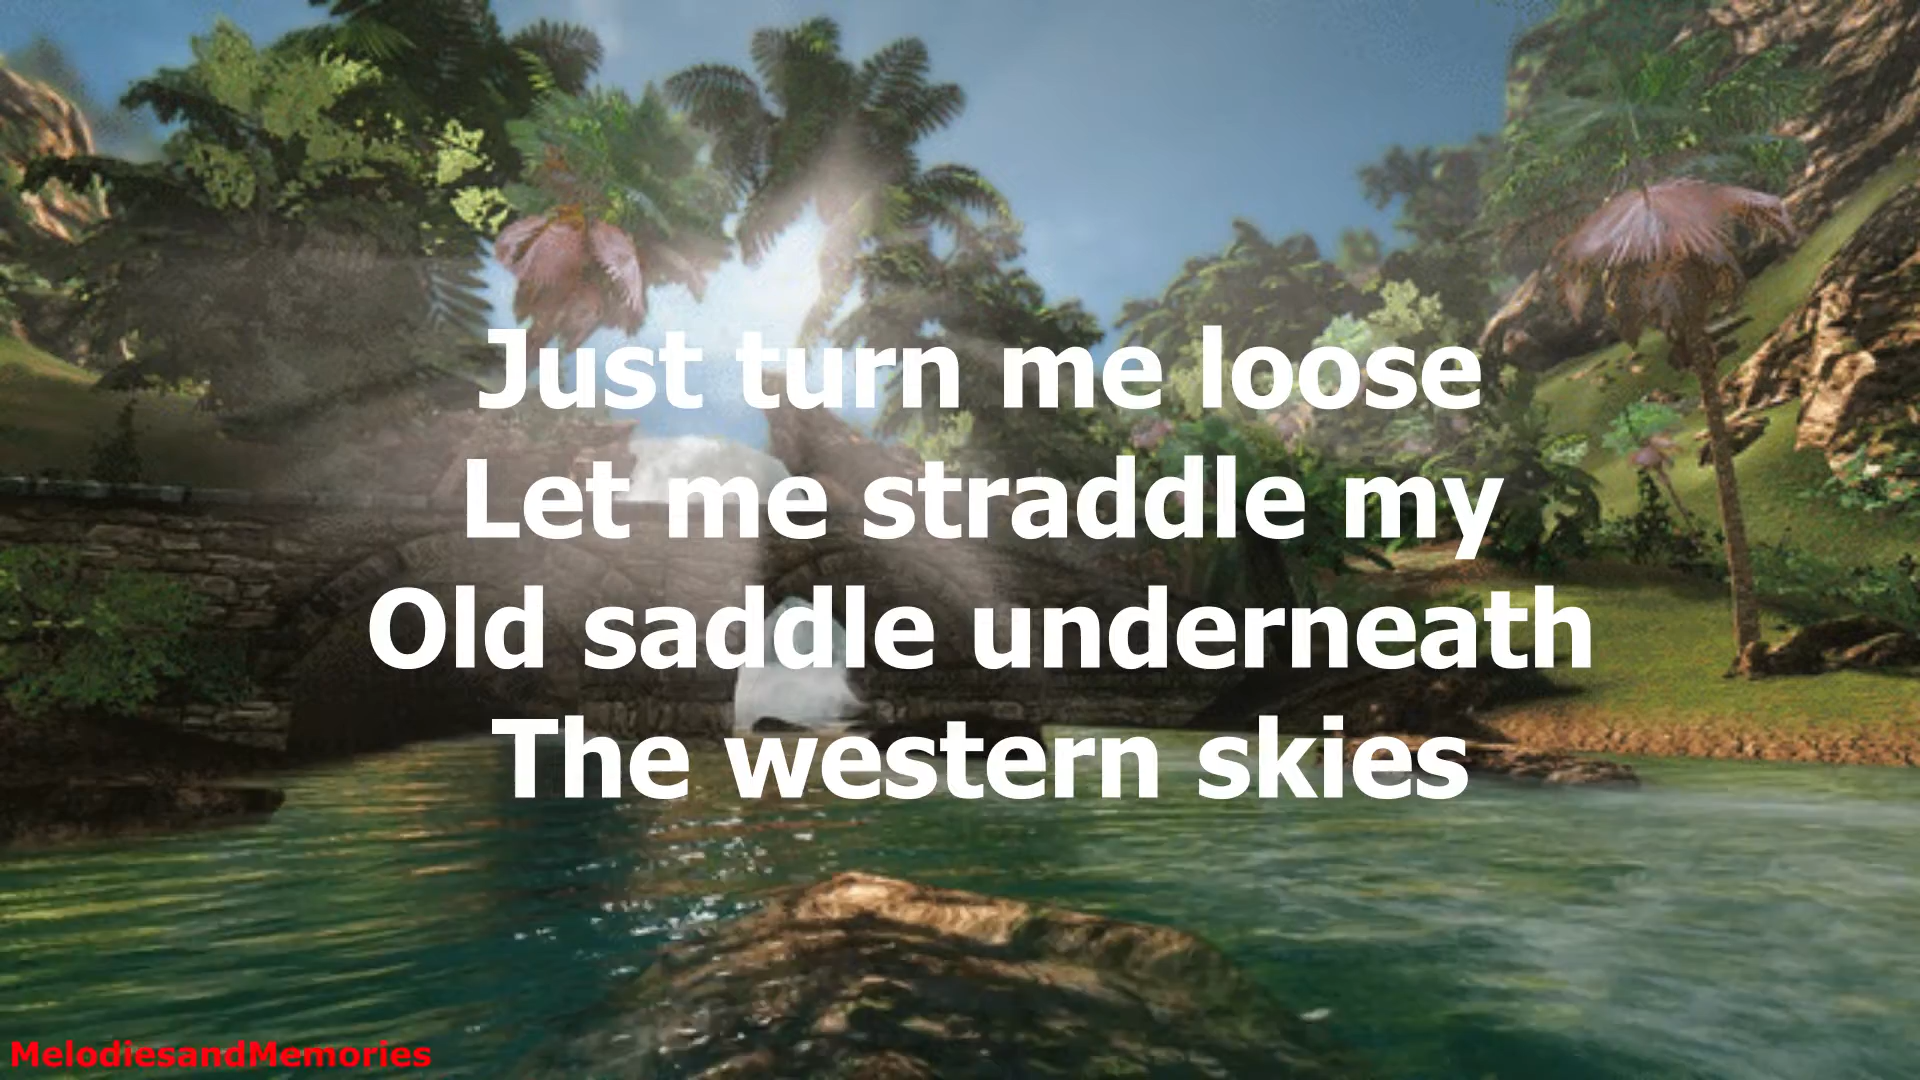 Just turn me loose
Let me straddle my
Old saddle underneath
The western skies
MelodiesandMemories